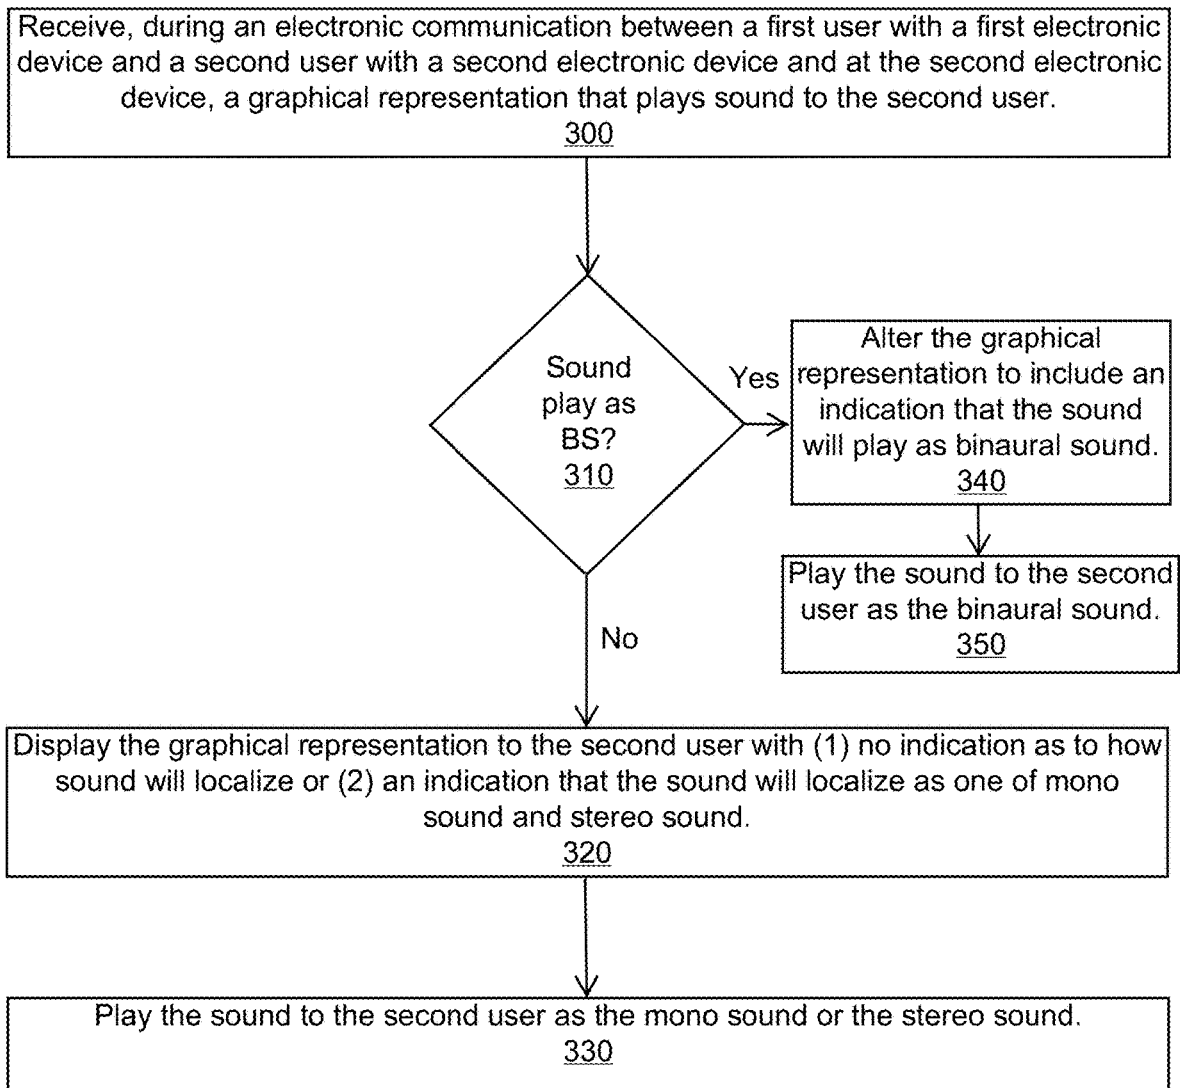 Receive, during an electronic communication between a first user with a first electronic
device and a second user with a second electronic device and at the second electronic
device, a graphical representation that plays sound to the second user.
300
Sound
play as
BS?
310
Yes
Alter the graphical
representation to include an
indication that the sound
will play as binaural sound.
340
Play the sound to the second
user as the binaural sound.
350
No
Display the graphical representation to the second user with (1) no indication as to how
sound will localize or (2) an indication that the sound will localize as one of mono
sound and stereo sound.
320
Play the sound to the second user as the mono sound or the stereo sound.
330